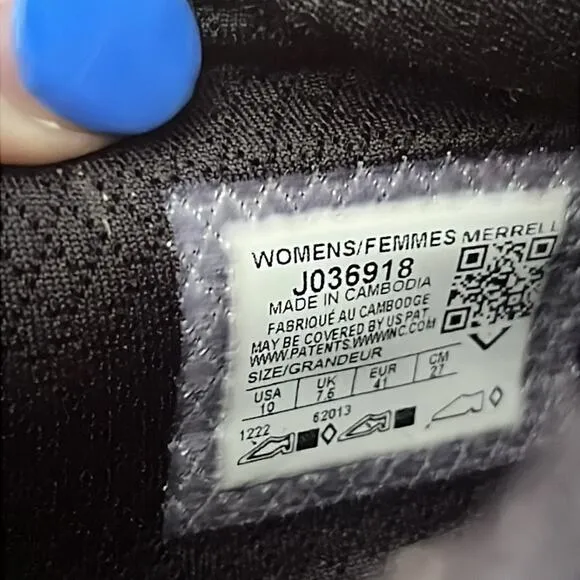 WOMENS/FEMMES MERRELL
J036918
MADE IN CAMBODIA
FABRIQUÉ AU CAMBODGE
MAY BE COVERED BY US PAT.
WWW.PATENTS.WWWINC.COM
SIZE/GRANDEUR
USA UK EUR CM
10 7.5 41 27
1222 62013